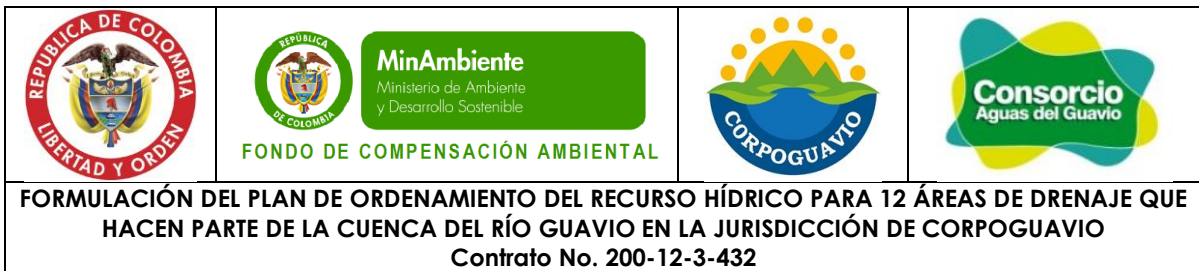 REPÚBLICA DE COLOMBIA
LIBERTAD Y ORDEN
REPÚBLICA
DE COLOMBIA
MinAmbiente
Ministerio de Ambiente
y Desarrollo Sostenible
FONDO DE COMPENSACIÓN AMBIENTAL
CORPOGUAVIO
Consorcio
Aguas del Guavio
FORMULACIÓN DEL PLAN DE ORDENAMIENTO DEL RECURSO HÍDRICO PARA 12 ÁREAS DE DRENAJE QUE
HACEN PARTE DE LA CUENCA DEL RÍO GUAVIO EN LA JURISDICCIÓN DE CORPOGUAVIO
Contrato No. 200-12-3-432